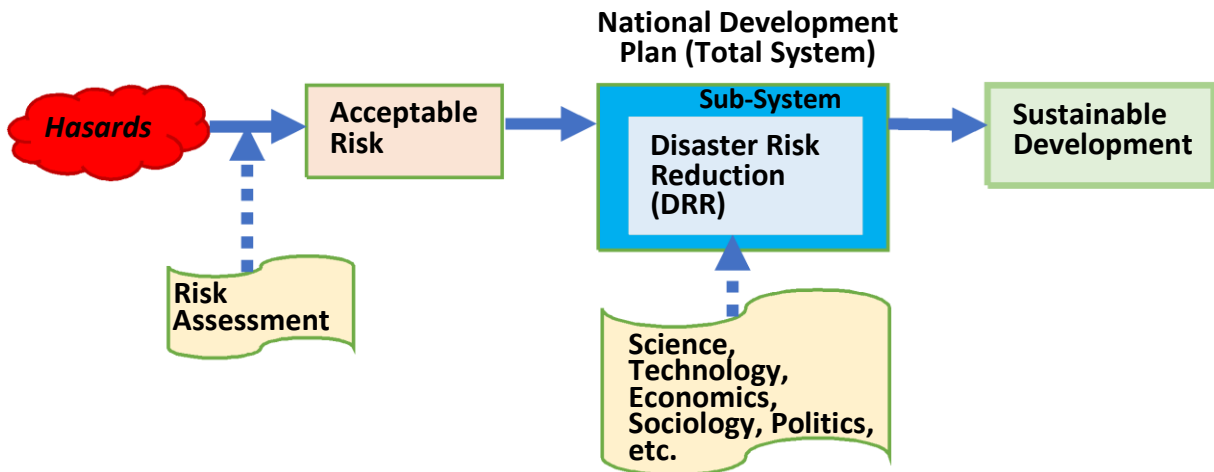 National Development
Plan (Total System)
Hasards
Acceptable
Risk
Sub-System
Disaster Risk
Reduction
(DRR)
Sustainable
Development
Risk
Assessment
Science,
Technology,
Economics,
Sociology, Politics,
etc.